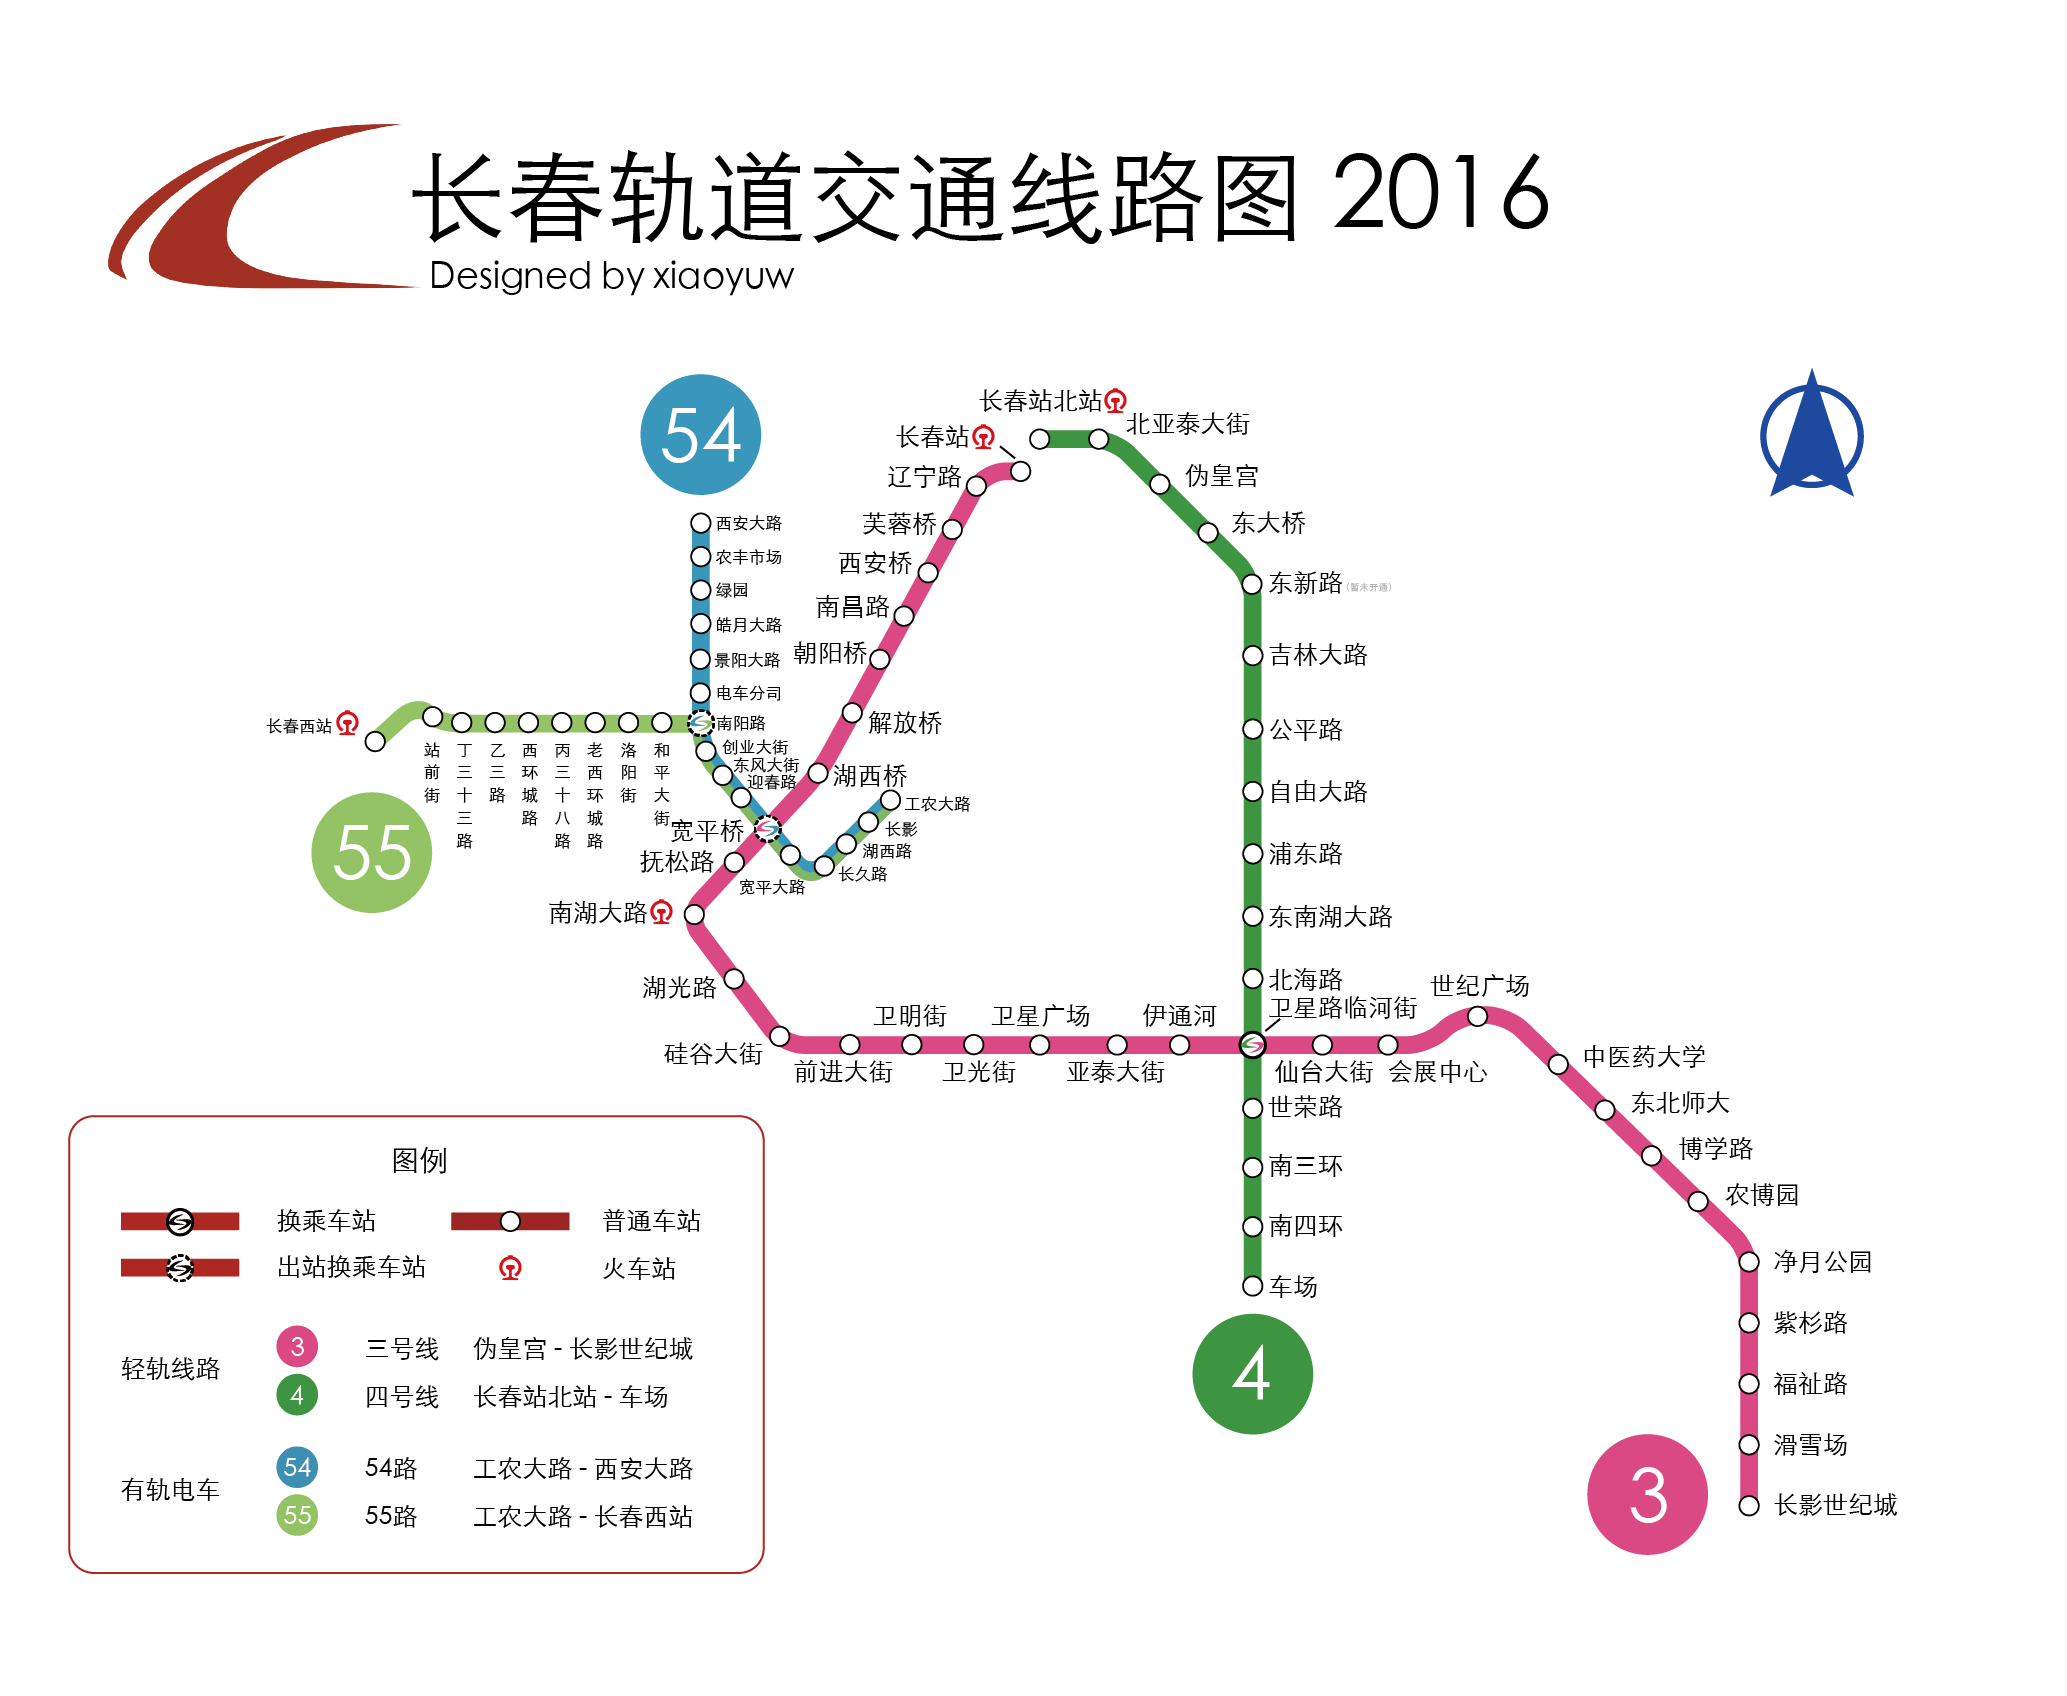 长春轨道交通线路图 2016
Designed by xiaoyuw
54
长春站北站
北亚泰大街
长春站
辽宁路
伪皇宫
芙蓉桥
东大桥
西安桥
东新路(暂未开通)
南昌路
吉林大路
朝阳桥
解放桥
公平路
湖西桥
自由大路
西安大路
农丰市场
绿园
皓月大路
景阳大路
电车分司
南阳路
创业大街
东风大街
迎春路
长春西站
站前街
丁三十三路
乙三路
西环城路
丙三十八路
老西环城路
洛阳街
和平大街
55
宽平桥
工农大路
长影
湖西路
长久路
宽平大路
抚松路
浦东路
南湖大路
东南湖大路
湖光路
北海路
卫星路临河街
世纪广场
硅谷大街
前进大街
卫明街
卫光街
卫星广场
亚泰大街
伊通河
仙台大街
会展中心
中医药大学
东北师大
博学路
农博园
净月公园
紫杉路
福祉路
滑雪场
长影世纪城
世荣路
南三环
南四环
车场
4
3
图例
换乘车站
普通车站
出站换乘车站
火车站
轻轨线路
3 三号线 伪皇宫 - 长影世纪城
4 四号线 长春站北站 - 车场
有轨电车
54 54路 工农大路 - 西安大路
55 55路 工农大路 - 长春西站